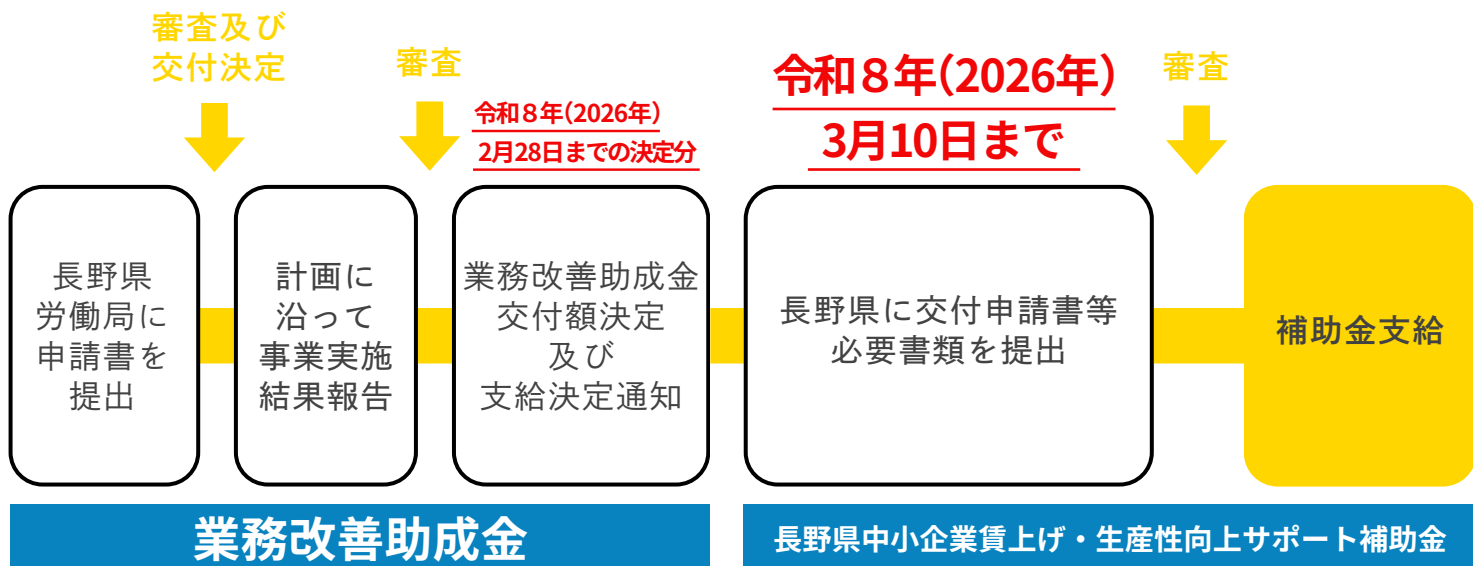 審査及び
交付決定
審査
令和８年(2026年)
2月28日までの決定分
令和８年(2026年)
3月10日まで
審査
長野県
労働局に
申請書を
提出
計画に
沿って
事業実施
結果報告
業務改善助成金
交付額決定
及び
支給決定通知
長野県に交付申請書等
必要書類を提出
補助金支給
業務改善助成金
長野県中小企業賃上げ・生産性向上サポート補助金